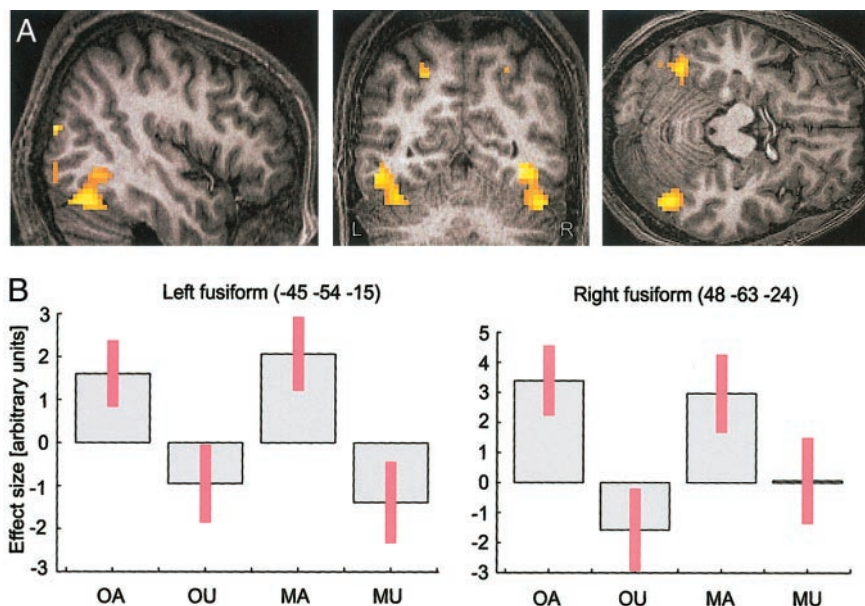 A
L
R
B
Left fusiform (-45 -54 -15)
Effect size [arbitrary units]
3
2
1
0
-1
-2
-3
OA OU MA MU
Right fusiform (48 -63 -24)
5
4
3
2
1
0
-1
-2
-3
OA OU MA MU